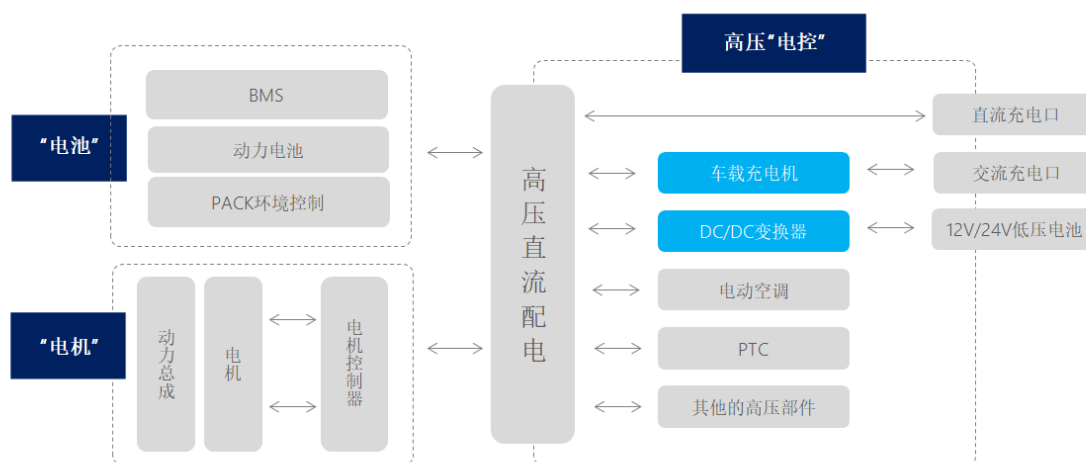 高压“电控”
BMS
“电池”
动力电池
PACK环境控制
“电机”
动力总成
电机
电机控制器
高压直流配电
直流充电口
车载充电机
交流充电口
DC/DC变换器
12V/24V低压电池
电动空调
PTC
其他的高压部件